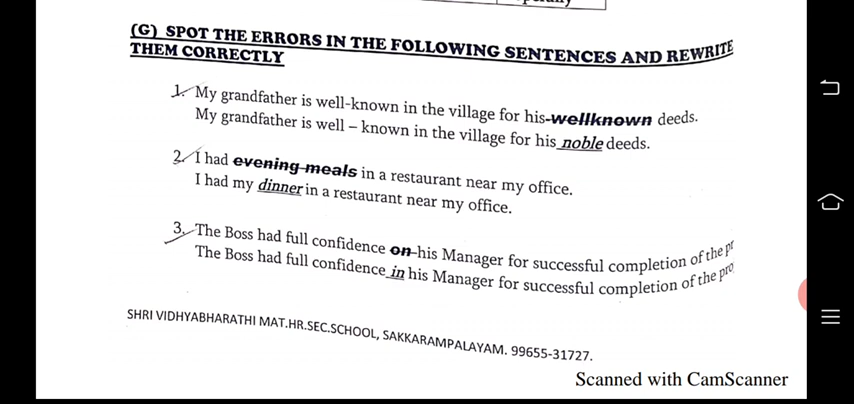 (G) SPOT THE ERRORS IN THE FOLLOWING SENTENCES AND REWRITE
THEM CORRECTLY
1. My grandfather is well-known in the village for his wellknown deeds.
My grandfather is well – known in the village for his noble deeds.
2. I had evening meals in a restaurant near my office.
I had my dinner in a restaurant near my office.
3. The Boss had full confidence on his Manager for successful completion of the
The Boss had full confidence in his Manager for successful completion of the
SHRI VIDHYABHARATHI MAT.HR.SEC.SCHOOL, SAKKARAMPALAYAM. 99655-31727.
Scanned with CamScanner